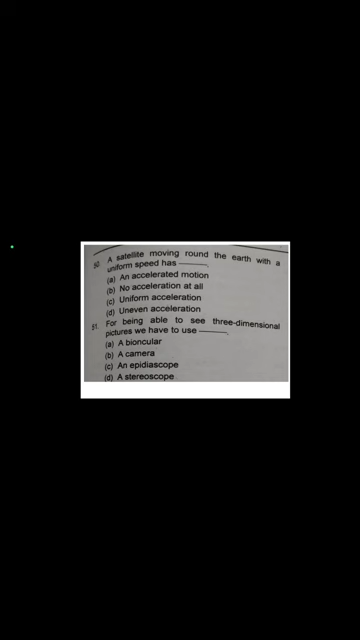 50. A satellite moving round the earth with a
uniform speed has ———.
(a) An accelerated motion
(b) No acceleration at all
(c) Uniform acceleration
(d) Uneven acceleration
51. For being able to see three-dimensional
pictures we have to use ———.
(a) A bioncular
(b) A camera
(c) An epidiascope
(d) A stereoscope